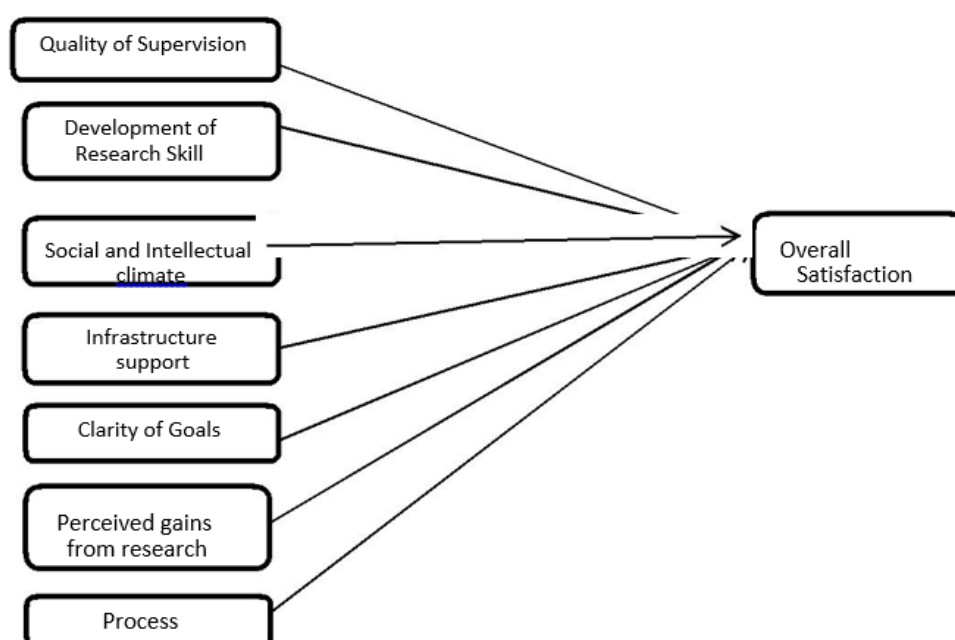 Quality of Supervision
Development of
Research Skill
Social and Intellectual
climate
Infrastructure
support
Clarity of Goals
Perceived gains
from research
Process
Overall
Satisfaction